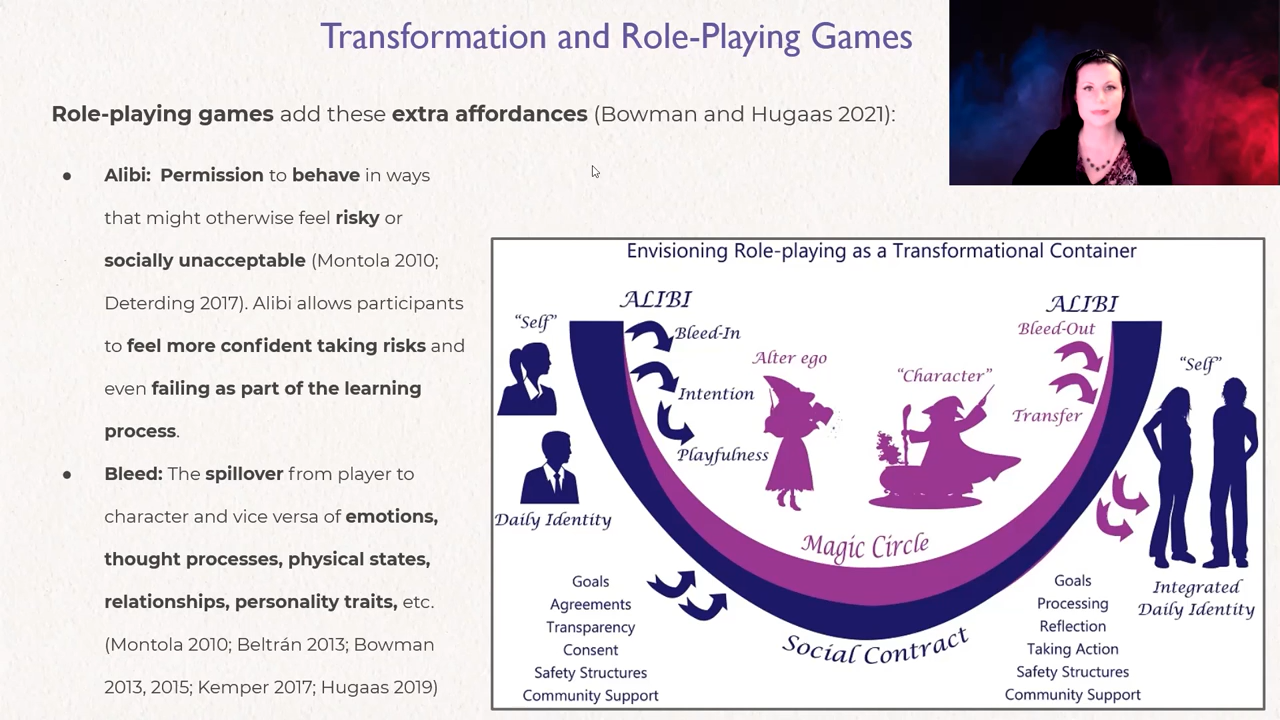 Transformation and Role-Playing Games
Role-playing games add these extra affordances (Bowman and Hugaas 2021):
● Alibi: Permission to behave in ways
that might otherwise feel risky or
socially unacceptable (Montola 2010;
Deterding 2017). Alibi allows participants
to feel more confident taking risks and
even failing as part of the learning
process.
● Bleed: The spillover from player to
character and vice versa of emotions,
thought processes, physical states,
relationships, personality traits, etc.
(Montola 2010; Beltrán 2013; Bowman
2013, 2015; Kemper 2017; Hugaas 2019)
Envisioning Role-playing as a Transformational Container
ALIBI
ALIBI
“Self”
Bleed-In
Bleed-Out
Alter ego
“Character”
“Self”
Intention
Transfer
Playfulness
Daily Identity
Magic Circle
Integrated
Daily Identity
Social Contract
Goals
Agreements
Transparency
Consent
Safety Structures
Community Support
Goals
Processing
Reflection
Taking Action
Safety Structures
Community Support